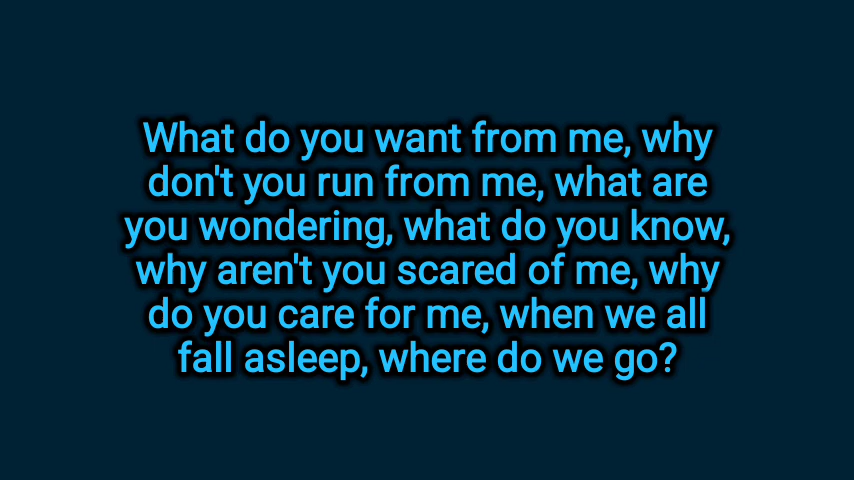 What do you want from me, why
don't you run from me, what are
you wondering, what do you know,
why aren't you scared of me, why
do you care for me, when we all
fall asleep, where do we go?